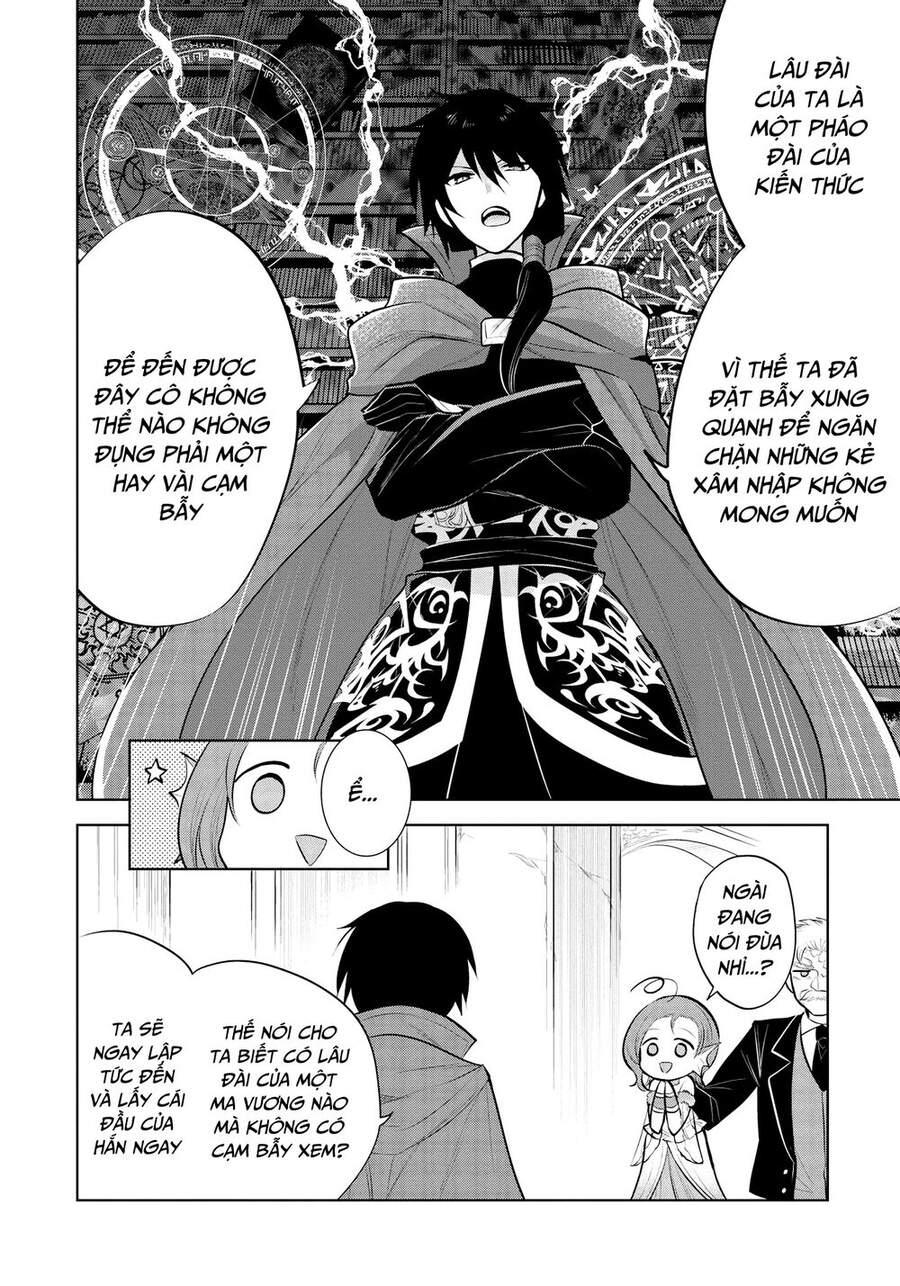 LÂU ĐÀI
CỦA TA LÀ
MỘT PHÁO
ĐÀI CỦA
KIẾN THỨC
VÌ THẾ TA ĐÃ
ĐẶT BẪY XUNG
QUANH ĐỂ NGĂN
CHẶN NHỮNG KẺ
XÂM NHẬP KHÔNG
MONG MUỐN
ĐỂ ĐẾN ĐƯỢC
ĐÂY CÔ KHÔNG
THỂ NÀO KHÔNG
ĐỤNG PHẢI MỘT
HAY VÀI CẠM
BẪY
Ể...
NGÀI
ĐANG
NÓI ĐÙA
NHỈ...?
THẾ NÓI CHO
TA BIẾT CÓ LÂU
ĐÀI CỦA MỘT
MA VƯƠNG NÀO
MÀ KHÔNG CÓ
CẠM BẪY XEM?
TA SẼ
NGAY LẬP
TỨC ĐẾN
VÀ LẤY CÁI
ĐẦU CỦA
HẮN NGAY